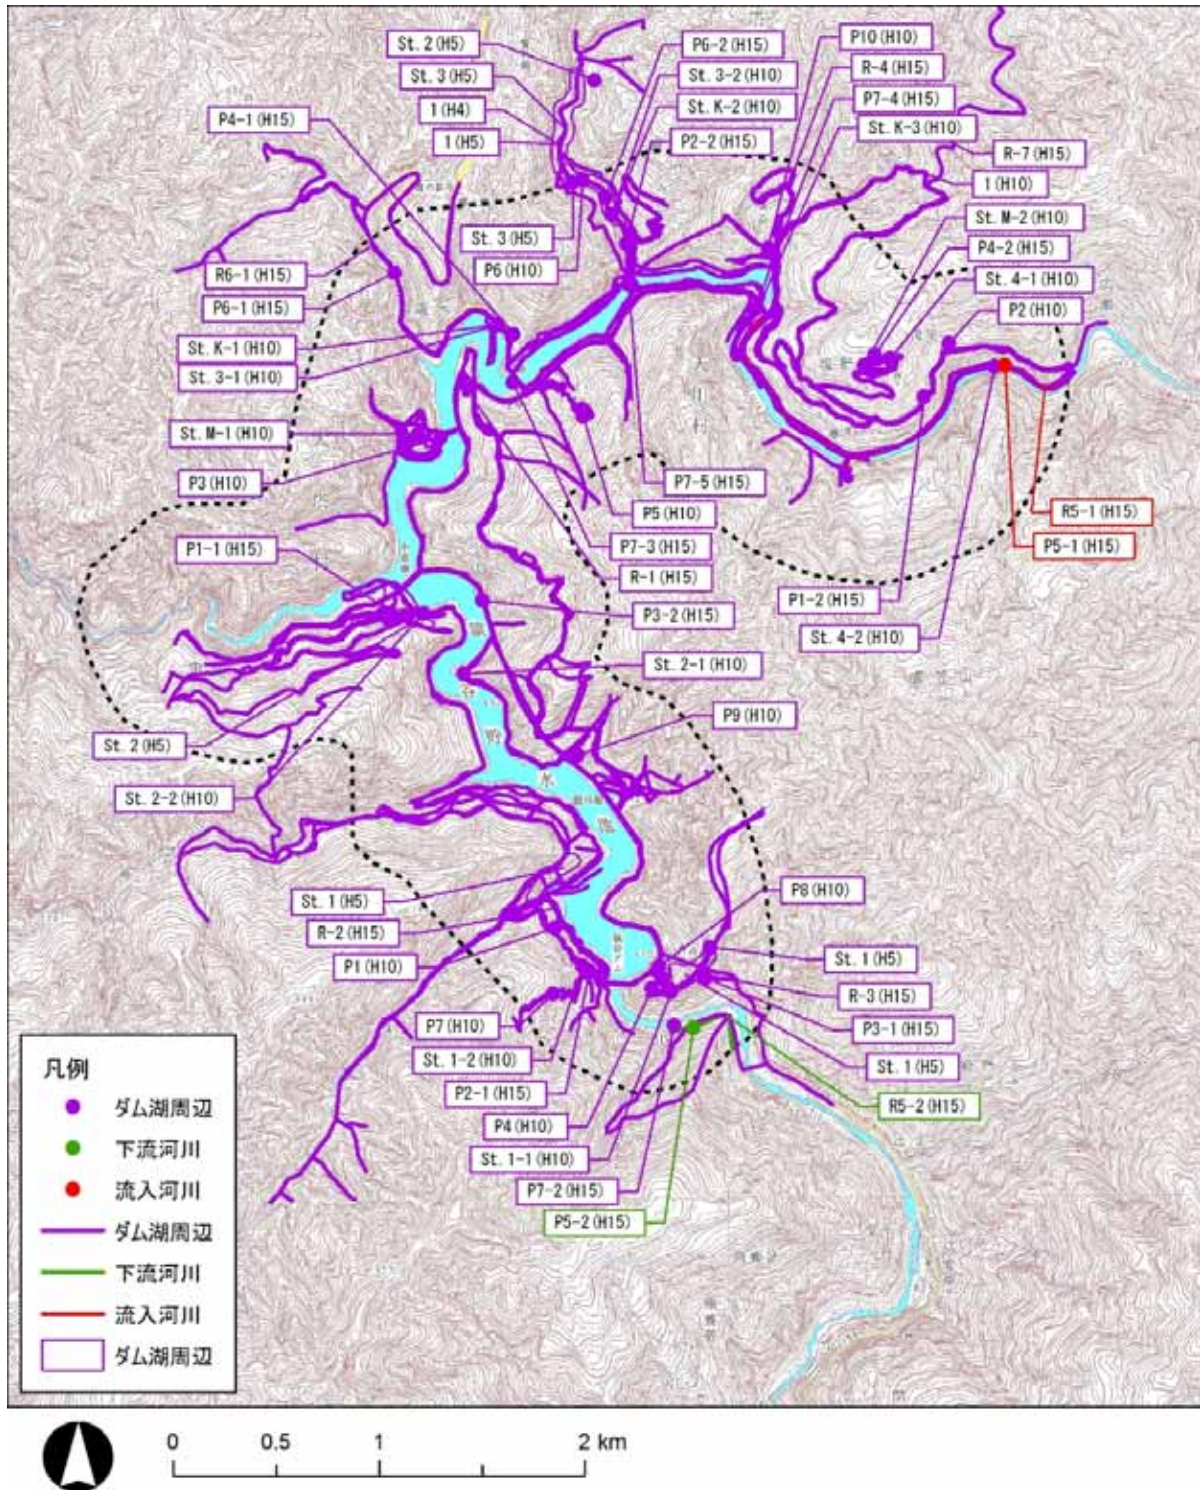 St. 2 (H5)
St. 3 (H5)
1 (H4)
1 (H5)
P4-1 (H15)
P6-2 (H15)
St. 3-2 (H10)
St. K-2 (H10)
P2-2 (H15)
P10 (H10)
R-4 (H15)
P7-4 (H15)
St. K-3 (H10)
R-7 (H15)
1 (H10)
St. M-2 (H10)
P4-2 (H15)
St. 4-1 (H10)
P2 (H10)
St. 3 (H5)
P6 (H10)
R6-1 (H15)
P6-1 (H15)
St. K-1 (H10)
St. 3-1 (H10)
St. M-1 (H10)
P3 (H10)
P1-1 (H15)
P7-5 (H15)
P5 (H10)
P7-3 (H15)
R-1 (H15)
P3-2 (H15)
St. 2-1 (H10)
P9 (H10)
R5-1 (H15)
P5-1 (H15)
P1-2 (H15)
St. 4-2 (H10)
St. 2 (H5)
St. 2-2 (H10)
水
St. 1 (H5)
R-2 (H15)
P1 (H10)
P8 (H10)
St. 1 (H5)
R-3 (H15)
P3-1 (H15)
St. 1 (H5)
R5-2 (H15)
P7 (H10)
St. 1-2 (H10)
P2-1 (H15)
P4 (H10)
St. 1-1 (H10)
P7-2 (H15)
P5-2 (H15)
凡例
ダム湖周辺
下流河川
流入河川
ダム湖周辺
下流河川
流入河川
ダム湖周辺
0 0.5 1 2 km